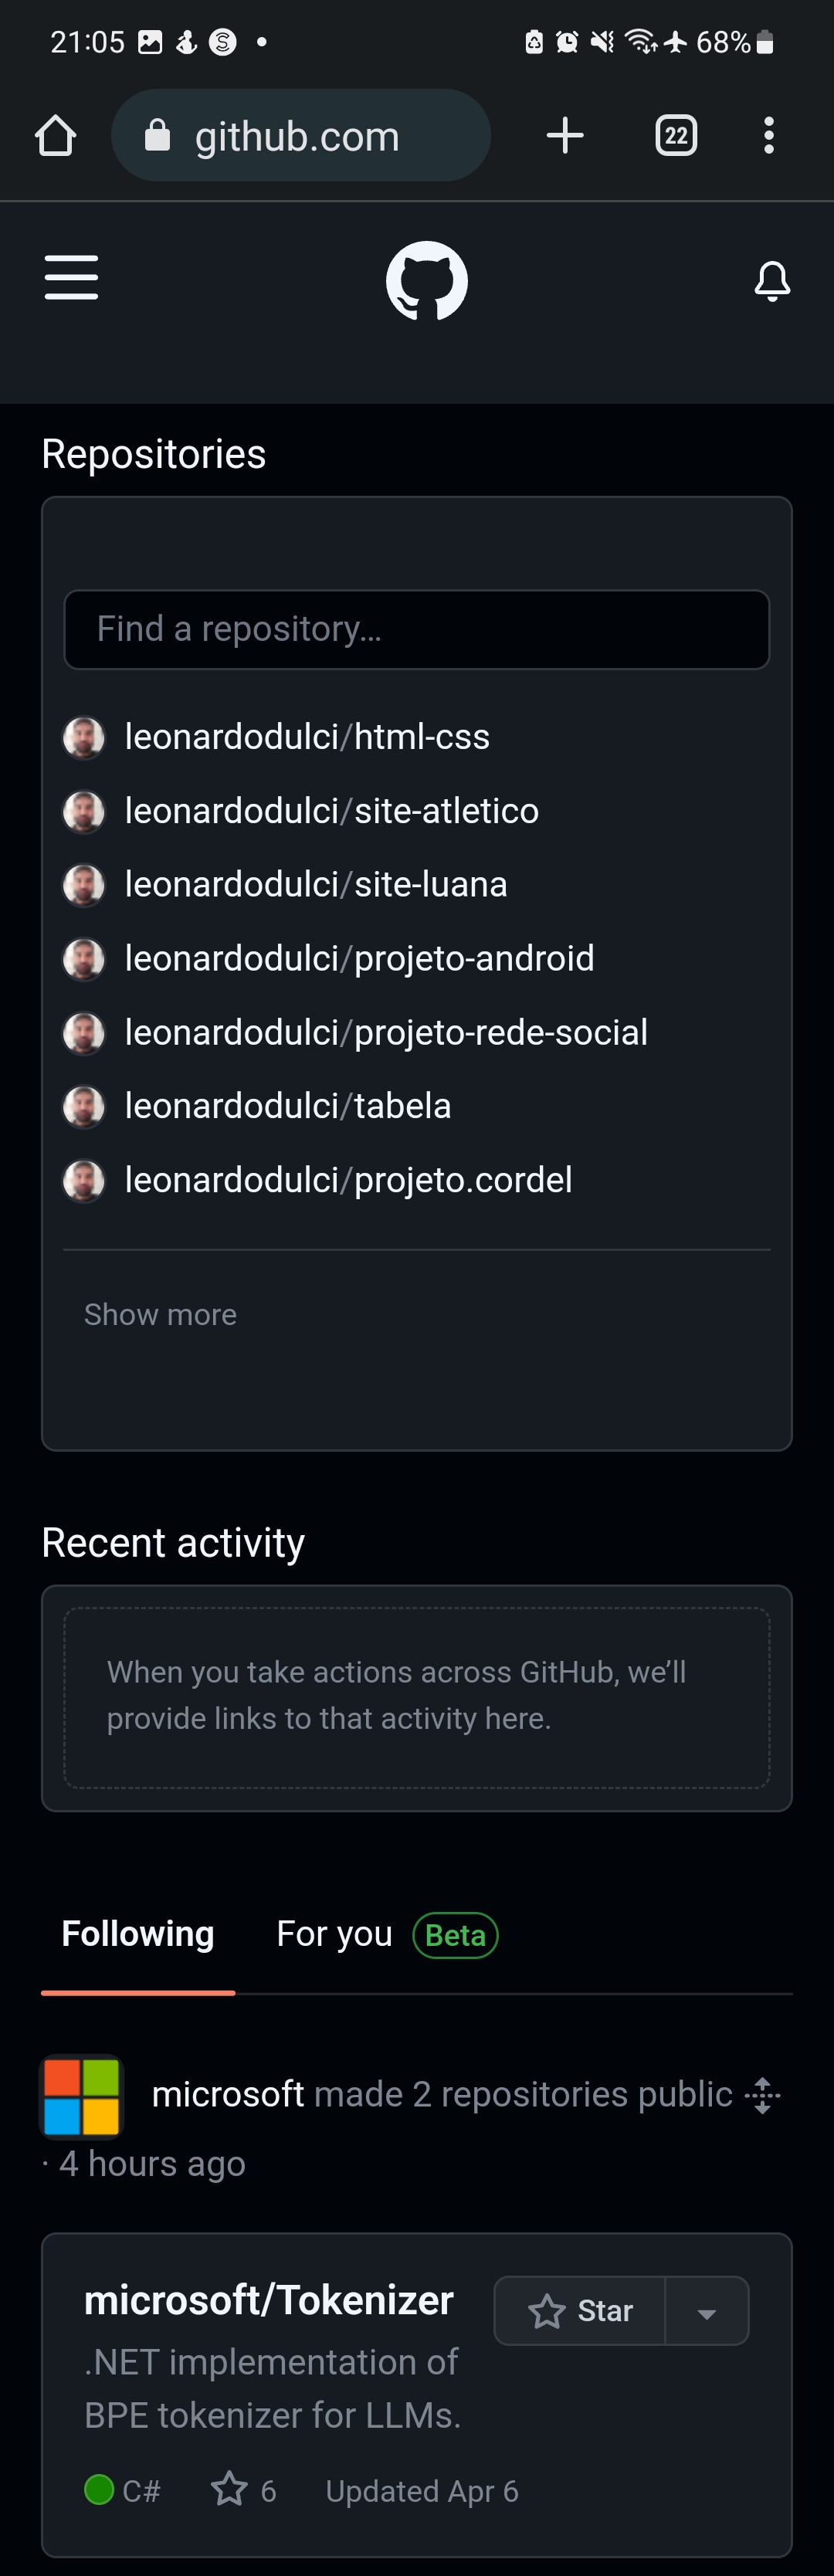 21:05 68%
github.com 22
Repositories
Find a repository…
leonardodulci/html-css
leonardodulci/site-atletico
leonardodulci/site-luana
leonardodulci/projeto-android
leonardodulci/projeto-rede-social
leonardodulci/tabela
leonardodulci/projeto.cordel
Show more
Recent activity
When you take actions across GitHub, we’ll
provide links to that activity here.
Following For you Beta
microsoft made 2 repositories public
· 4 hours ago
microsoft/Tokenizer Star
.NET implementation of
BPE tokenizer for LLMs.
C# 6 Updated Apr 6